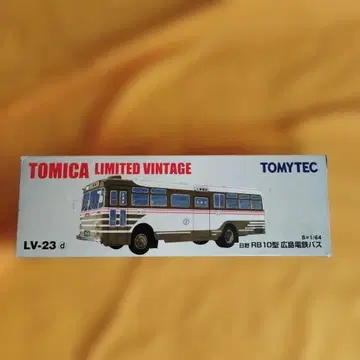 TOMICA LIMITED VINTAGE
TOMYTEC
LV-23 d
S=1/64
日野 RB10型 広島電鉄バス